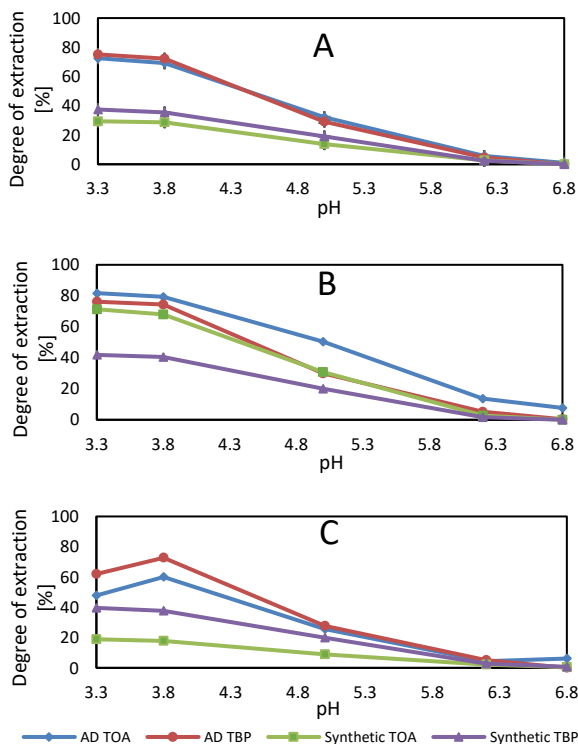 A
Degree of extraction
[%]
100
80
60
40
20
0
3.3 3.8 4.3 4.8 5.3 5.8 6.3 6.8
pH
B
Degree of extraction
[%]
100
80
60
40
20
0
3.3 3.8 4.3 4.8 5.3 5.8 6.3 6.8
pH
C
Degree of extraction
[%]
100
80
60
40
20
0
3.3 3.8 4.3 4.8 5.3 5.8 6.3 6.8
pH
AD TOA AD TBP Synthetic TOA Synthetic TBP